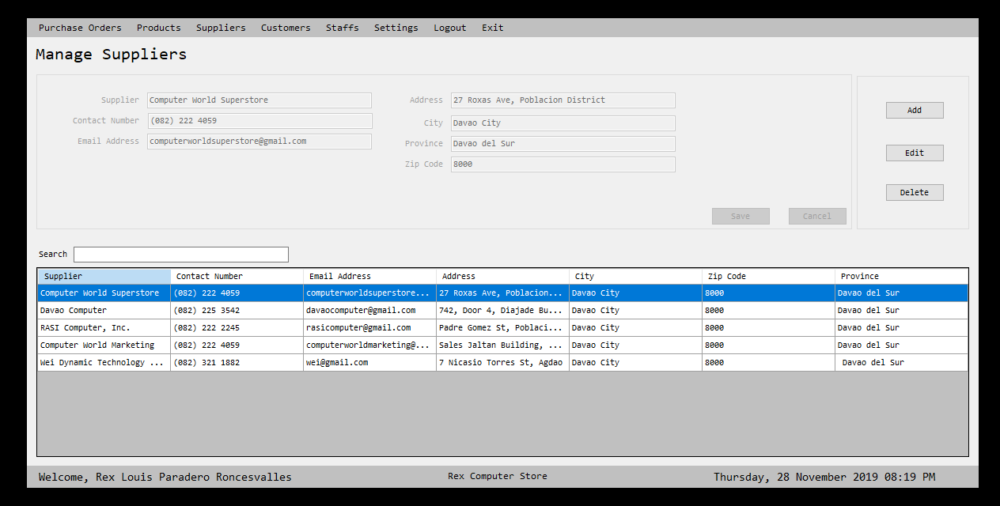 Purchase Orders Products Suppliers Customers Staffs Settings Logout Exit
Manage Suppliers
Supplier Computer World Superstore
Contact Number (082) 222 4059
Email Address computerworldsuperstore@gmail.com
Address 27 Roxas Ave, Poblacion District
City Davao City
Province Davao del Sur
Zip Code 8000
Save Cancel
Add
Edit
Delete
Search
Supplier Contact Number Email Address Address City Zip Code Province
Computer World Superstore (082) 222 4059 computerworldsuperstore... 27 Roxas Ave, Poblacion... Davao City 8000 Davao del Sur
Davao Computer (082) 225 3542 davaocomputer@gmail.com 742, Door 4, Diajade Bu... Davao City 8000 Davao del Sur
RASI Computer, Inc. (082) 222 2245 rasicomputer@gmail.com Padre Gomez St, Poblaci... Davao City 8000 Davao del Sur
Computer World Marketing (082) 222 4059 computerworldmarketing@... Sales Jaltan Building, ... Davao City 8000 Davao del Sur
Wei Dynamic Technology ... (082) 321 1882 wei@gmail.com 7 Nicasio Torres St, Agdao Davao City 8000 Davao del Sur
Welcome, Rex Louis Paradero Roncesvalles Rex Computer Store Thursday, 28 November 2019 08:19 PM